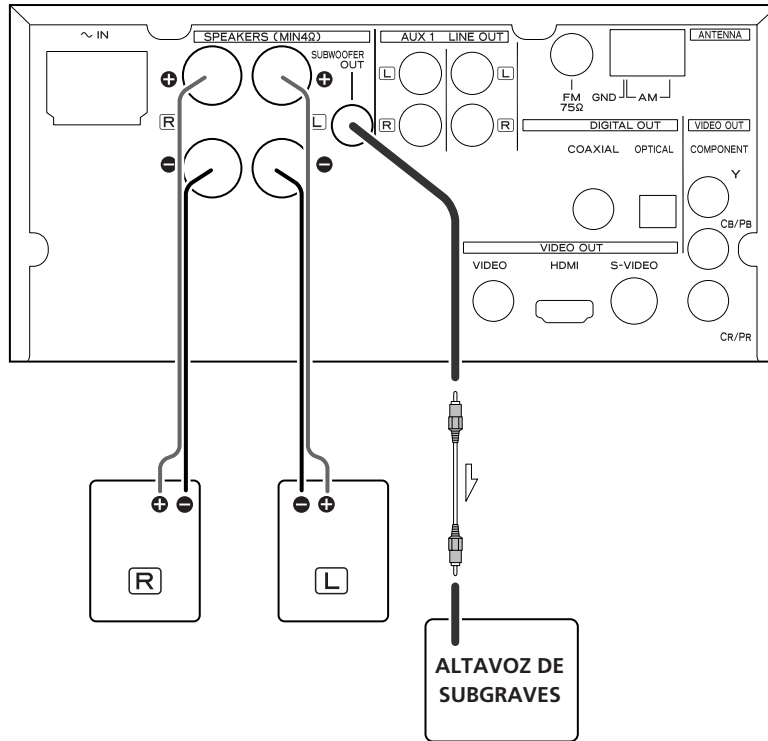 ~ IN
SPEAKERS (MIN4Ω)
SUBWOOFER
OUT
AUX 1 LINE OUT
ANTENNA
+ +
L L
FM
75Ω
GND AM
R L
R R
DIGITAL OUT
VIDEO OUT
COAXIAL OPTICAL
COMPONENT
− −
Y
CB/PB
VIDEO OUT
VIDEO HDMI S-VIDEO
CR/PR
+ − − +
R L
ALTAVOZ DE
SUBGRAVES